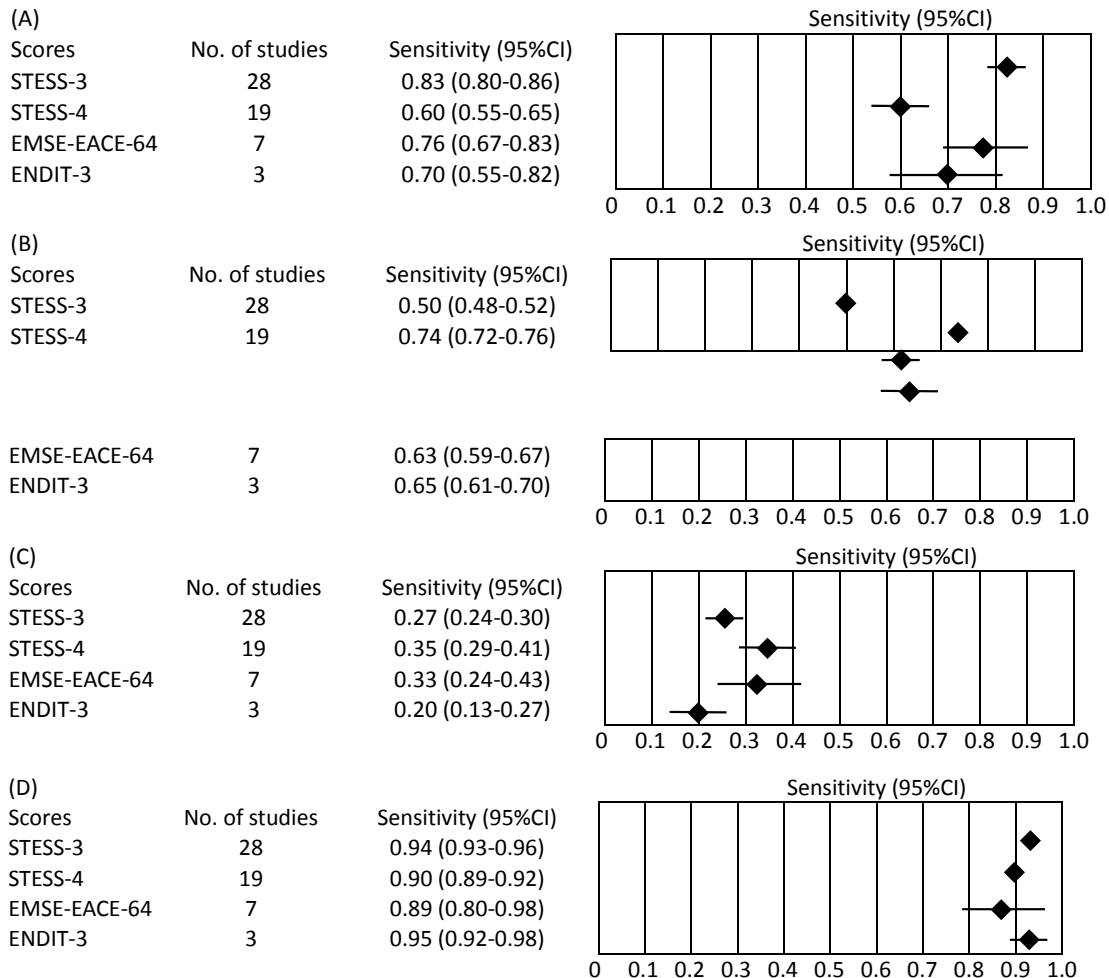 (A) Sensitivity (95%CI)
Scores No. of studies Sensitivity (95%CI)
STESS-3 28 0.83 (0.80-0.86)
STESS-4 19 0.60 (0.55-0.65)
EMSE-EACE-64 7 0.76 (0.67-0.83)
ENDIT-3 3 0.70 (0.55-0.82)
0 0.1 0.2 0.3 0.4 0.5 0.6 0.7 0.8 0.9 1.0
(B) Sensitivity (95%CI)
Scores No. of studies Sensitivity (95%CI)
STESS-3 28 0.50 (0.48-0.52)
STESS-4 19 0.74 (0.72-0.76)
EMSE-EACE-64 7 0.63 (0.59-0.67)
ENDIT-3 3 0.65 (0.61-0.70)
0 0.1 0.2 0.3 0.4 0.5 0.6 0.7 0.8 0.9 1.0
(C) Sensitivity (95%CI)
Scores No. of studies Sensitivity (95%CI)
STESS-3 28 0.27 (0.24-0.30)
STESS-4 19 0.35 (0.29-0.41)
EMSE-EACE-64 7 0.33 (0.24-0.43)
ENDIT-3 3 0.20 (0.13-0.27)
0 0.1 0.2 0.3 0.4 0.5 0.6 0.7 0.8 0.9 1.0
(D) Sensitivity (95%CI)
Scores No. of studies Sensitivity (95%CI)
STESS-3 28 0.94 (0.93-0.96)
STESS-4 19 0.90 (0.89-0.92)
EMSE-EACE-64 7 0.89 (0.80-0.98)
ENDIT-3 3 0.95 (0.92-0.98)
0 0.1 0.2 0.3 0.4 0.5 0.6 0.7 0.8 0.9 1.0